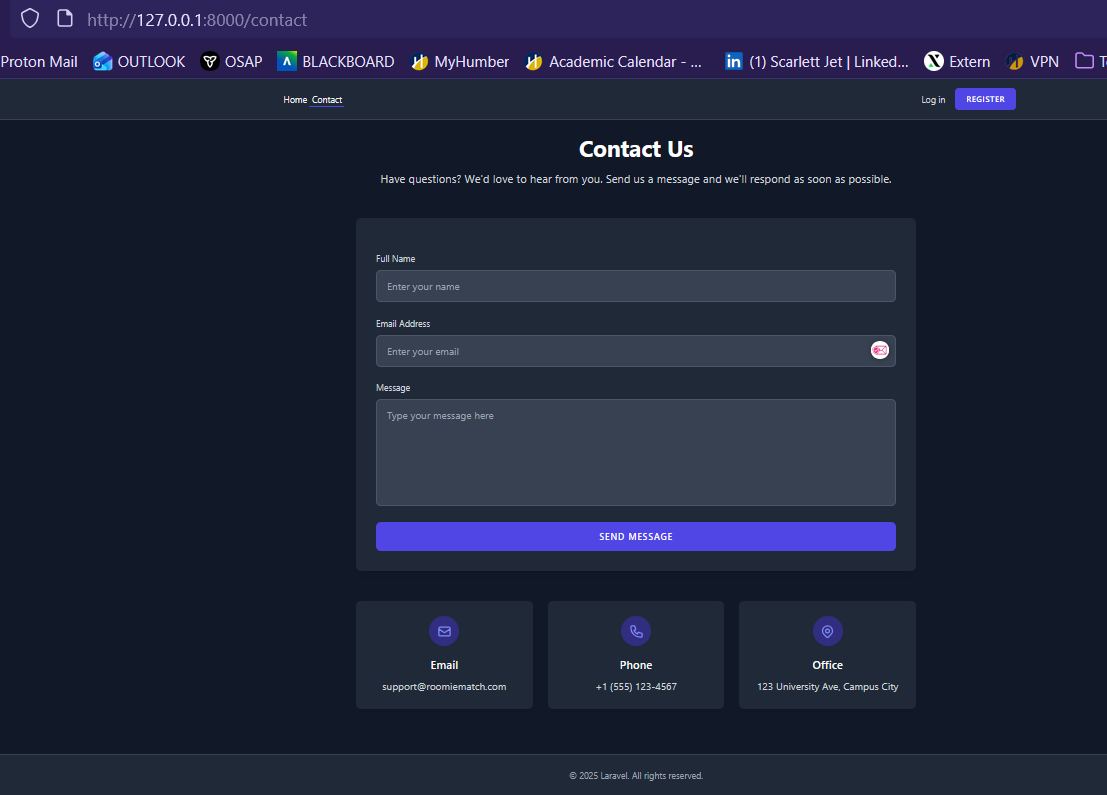 http://127.0.0.1:8000/contact
Proton Mail OUTLOOK OSAP BLACKBOARD MyHumber Academic Calendar - ... (1) Scarlett Jet | Linked... Extern VPN
Home Contact Log in REGISTER
Contact Us
Have questions? We'd love to hear from you. Send us a message and we'll respond as soon as possible.
Full Name
Enter your name
Email Address
Enter your email
Message
Type your message here
SEND MESSAGE
Email Phone Office
support@roomiematch.com +1 (555) 123-4567 123 University Ave, Campus City
© 2025 Laravel. All rights reserved.